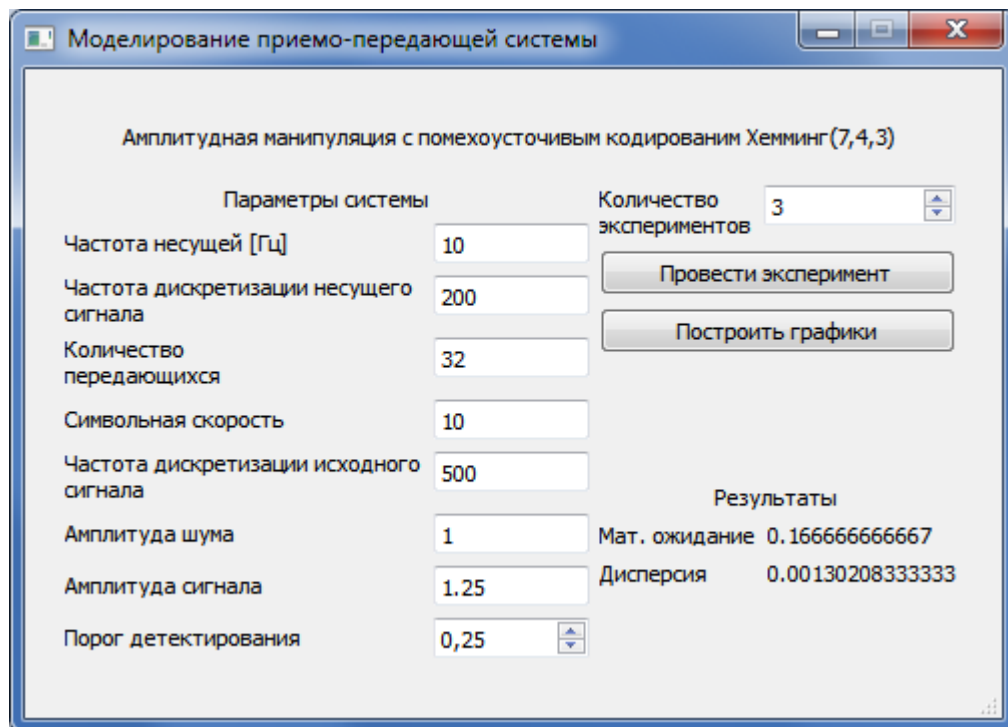 Моделирование приемо-передающей системы
Амплитудная манипуляция с помехоусточивым кодированим Хемминг(7,4,3)
Параметры системы
Частота несущей [Гц]
10
Частота дискретизации несущего
сигнала
200
Количество
передающихся
32
Символьная скорость
10
Частота дискретизации исходного
сигнала
500
Амплитуда шума
1
Амплитуда сигнала
1.25
Порог детектирования
0,25
Количество
экспериментов
3
Провести эксперимент
Построить графики
Результаты
Мат. ожидание 0.166666666667
Дисперсия 0.00130208333333